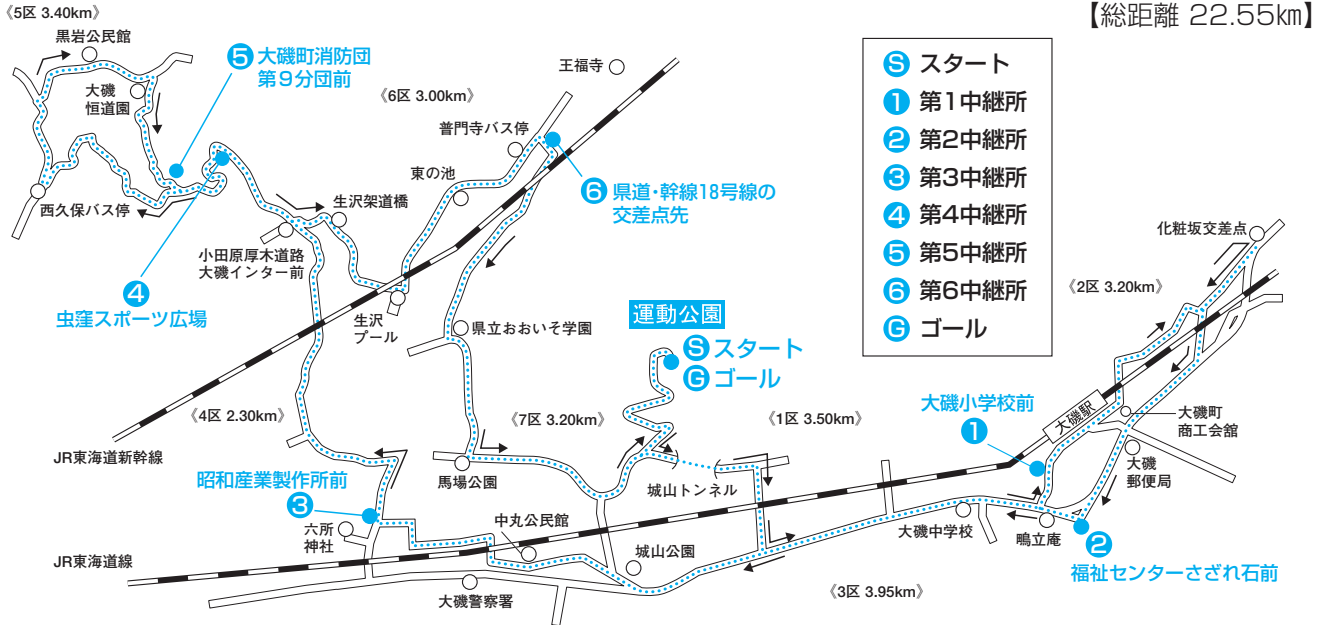 【総距離 22.55km】
《5区 3.40km》
黒岩公民館
大磯
恒道園
5 大磯町消防団
第9分団前
王福寺
《6区 3.00km》
普門寺バス停
東の池
西久保バス停
生沢架道橋
小田原厚木道路
大磯インター前
6 県道・幹線18号線の
交差点先
4
虫窪スポーツ広場
生沢
プール
県立おおいそ学園
運動公園
S スタート
G ゴール
S スタート
1 第1中継所
2 第2中継所
3 第3中継所
4 第4中継所
5 第5中継所
6 第6中継所
G ゴール
化粧坂交差点
《2区 3.20km》
《4区 2.30km》
《7区 3.20km》
《1区 3.50km》
大磯小学校前
1
大磯駅
大磯町
商工会舘
JR東海道新幹線
昭和産業製作所前
3
馬場公園
城山トンネル
大磯
郵便局
六所
神社
中丸公民館
城山公園
大磯中学校
鴫立庵
2
福祉センターさざれ石前
JR東海道線
大磯警察署
《3区 3.95km》